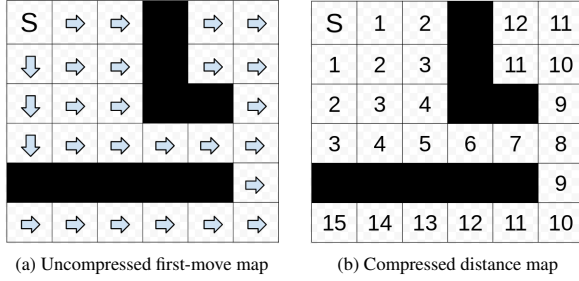 S
S 1 2 12 11
1 2 3 11 10
2 3 4 9
3 4 5 6 7 8
9
15 14 13 12 11 10
(a) Uncompressed first-move map
(b) Compressed distance map